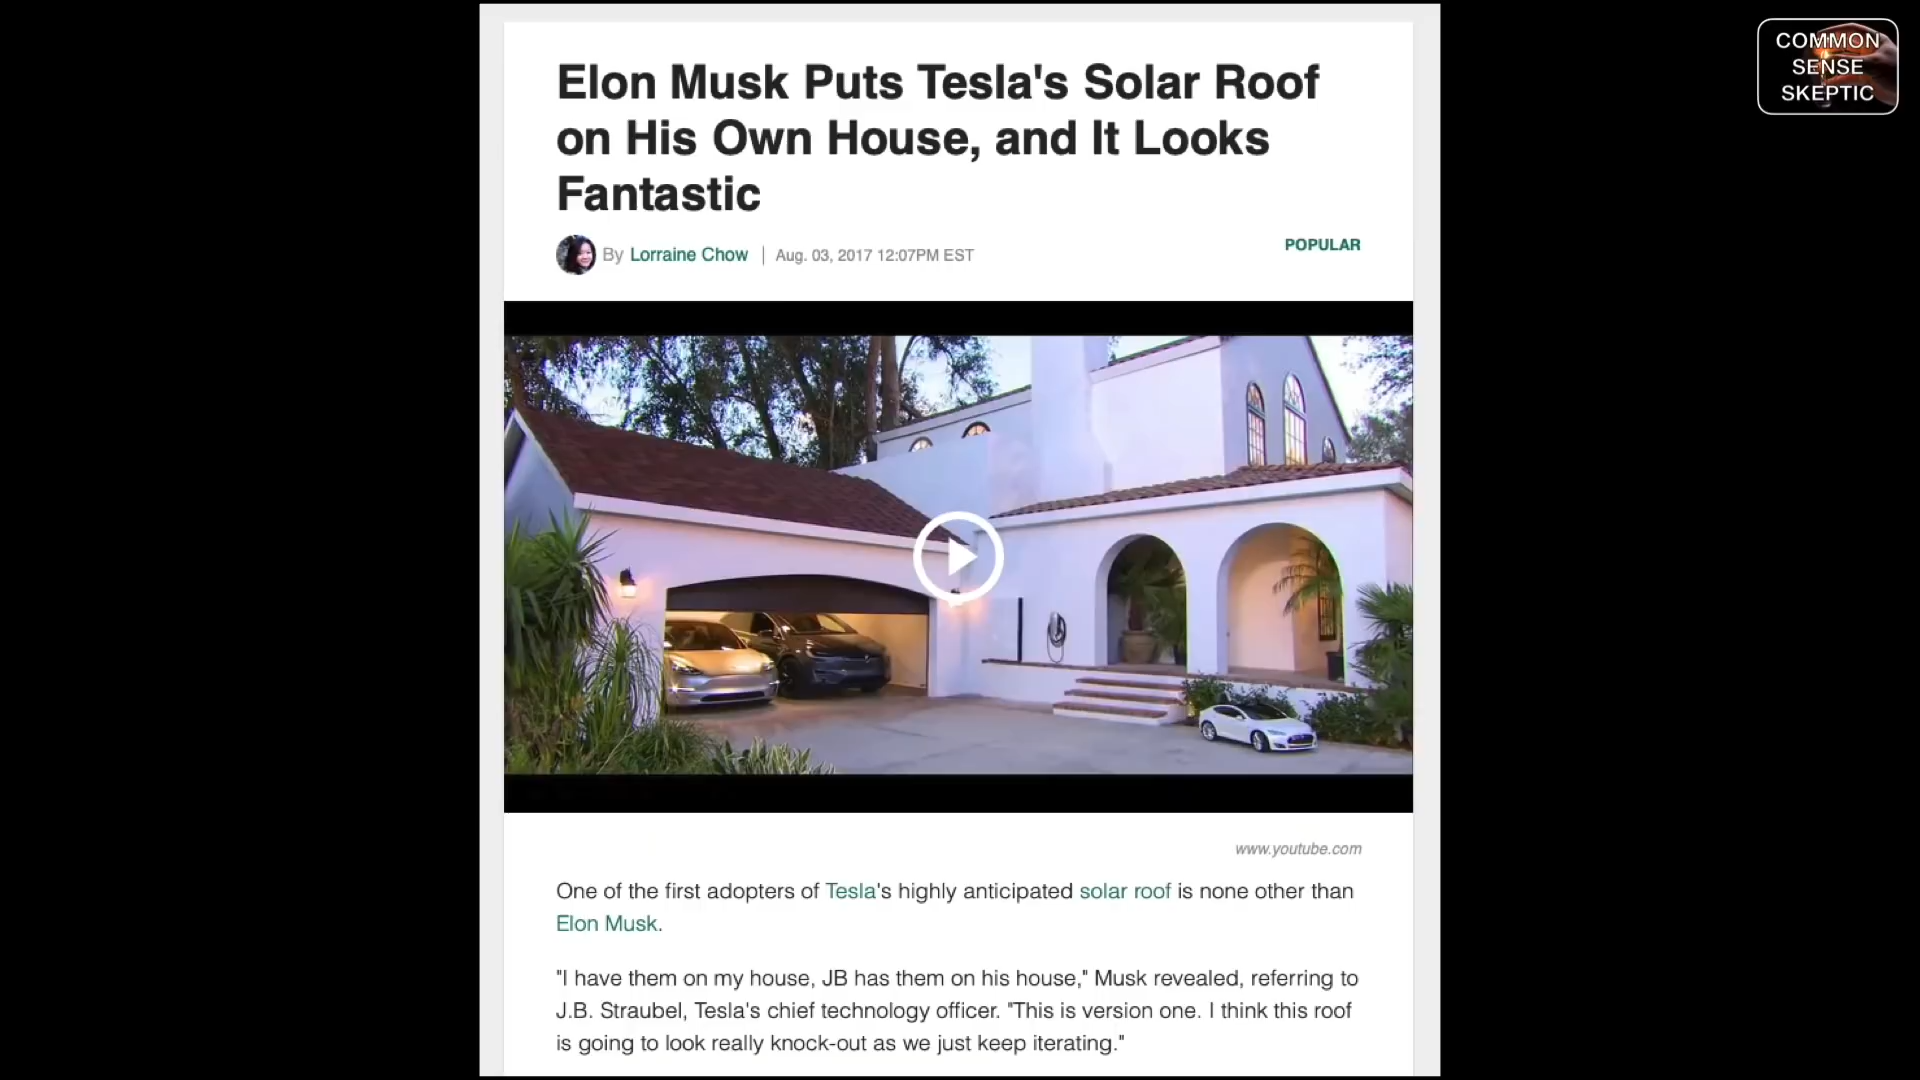 COMMON
SENSE
SKEPTIC
Elon Musk Puts Tesla's Solar Roof
on His Own House, and It Looks
Fantastic
By Lorraine Chow | Aug. 03, 2017 12:07PM EST
POPULAR
www.youtube.com
One of the first adopters of Tesla's highly anticipated solar roof is none other than
Elon Musk.
"I have them on my house, JB has them on his house," Musk revealed, referring to
J.B. Straubel, Tesla's chief technology officer. "This is version one. I think this roof
is going to look really knock-out as we just keep iterating."